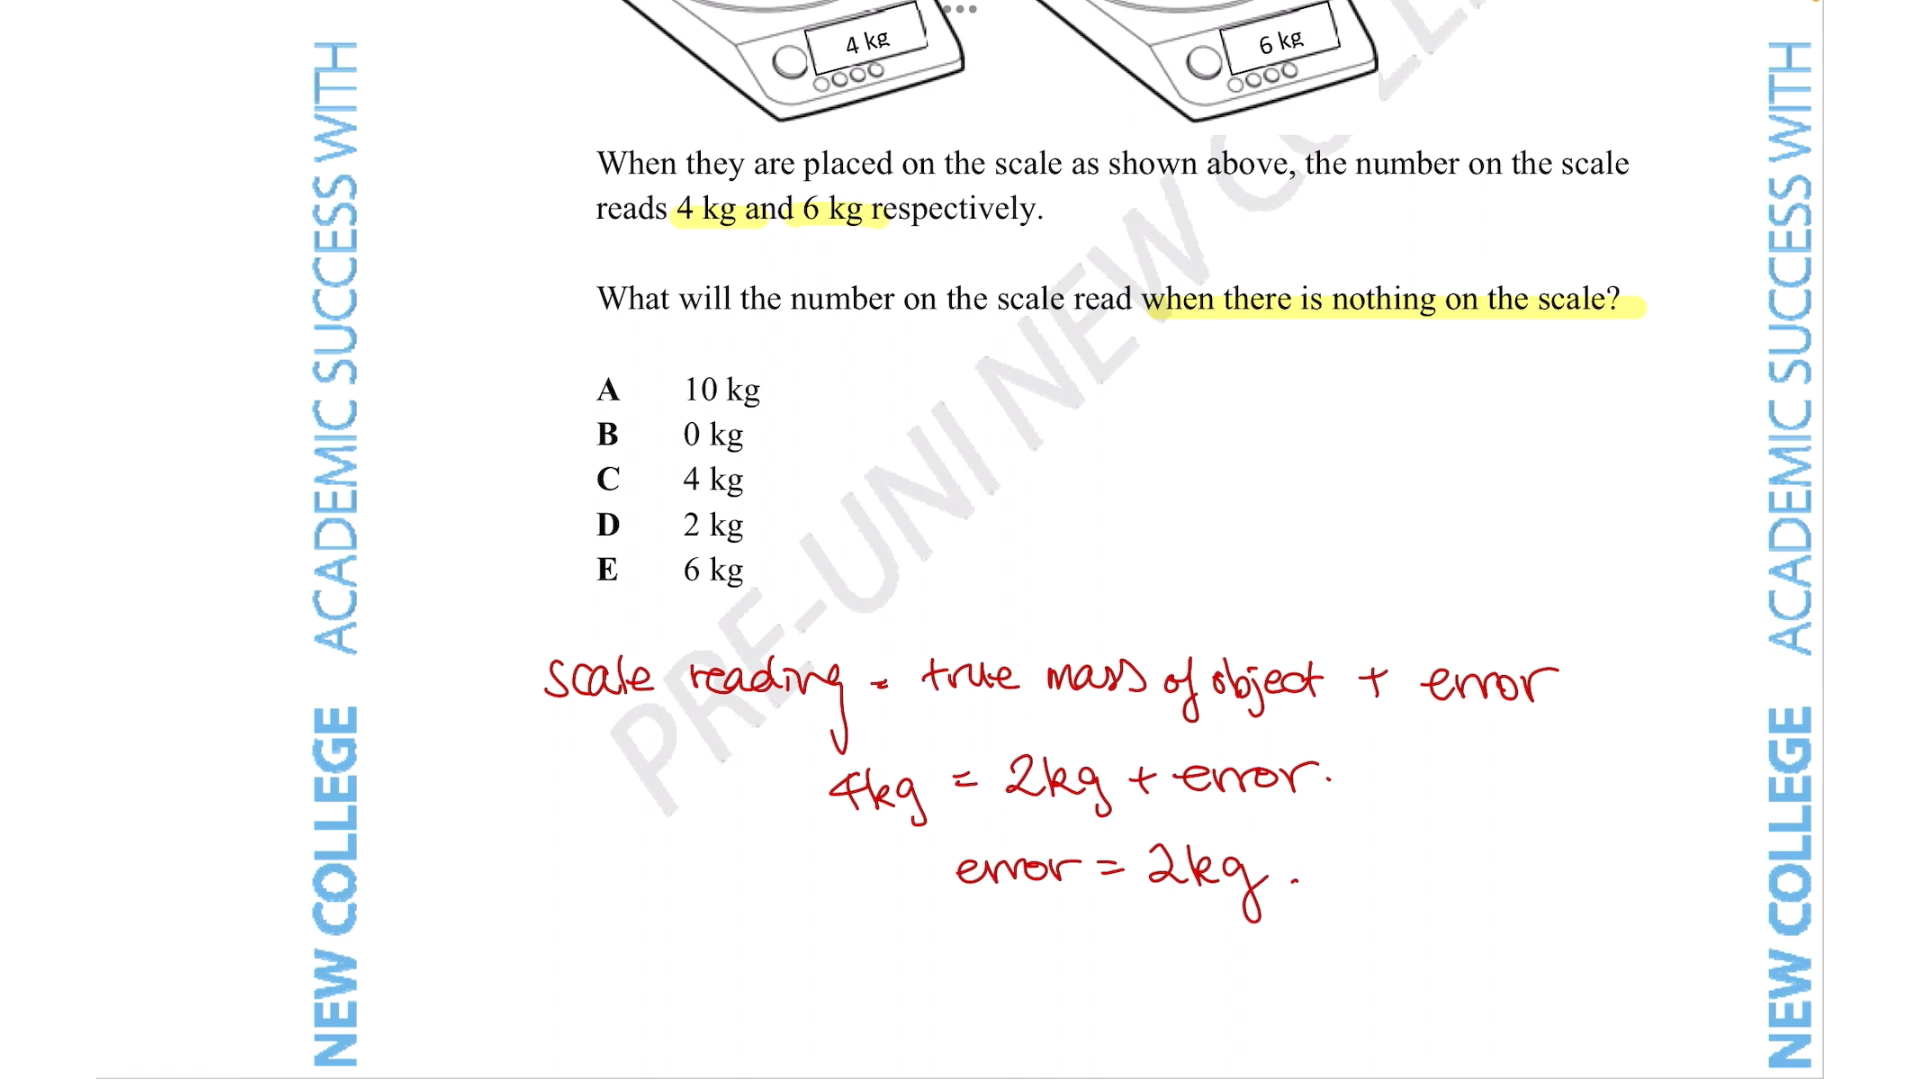 4 kg
6 kg
When they are placed on the scale as shown above, the number on the scale
reads 4 kg and 6 kg respectively.
What will the number on the scale read when there is nothing on the scale?
A 10 kg
B 0 kg
C 4 kg
D 2 kg
E 6 kg
scale reading = true mass of object + error
4kg = 2kg + error.
error = 2kg.
NEW COLLEGE ACADEMIC SUCCESS WITH
NEW COLLEGE ACADEMIC SUCCESS WITH
PRE-UNI NEW